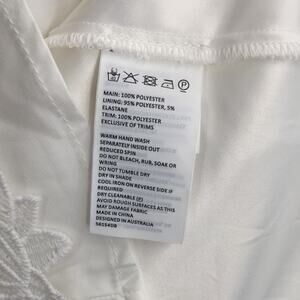 MAIN: 100% POLYESTER
LINING: 95% POLYESTER, 5%
ELASTANE
TRIM: 100% POLYESTER
EXCLUSIVE OF TRIMS
WARM HAND WASH
SEPARATELY INSIDE OUT
REDUCED SPIN
DO NOT BLEACH, RUB, SOAK OR
WRING
DO NOT TUMBLE DRY
DRY IN SHADE
COOL IRON ON REVERSE SIDE IF
REQUIRED
DRY CLEANABLE (P)
AVOID ROUGH SURFACES AS THIS
MAY DAMAGE FABRIC
MADE IN CHINA
DESIGNED IN AUSTRALIA